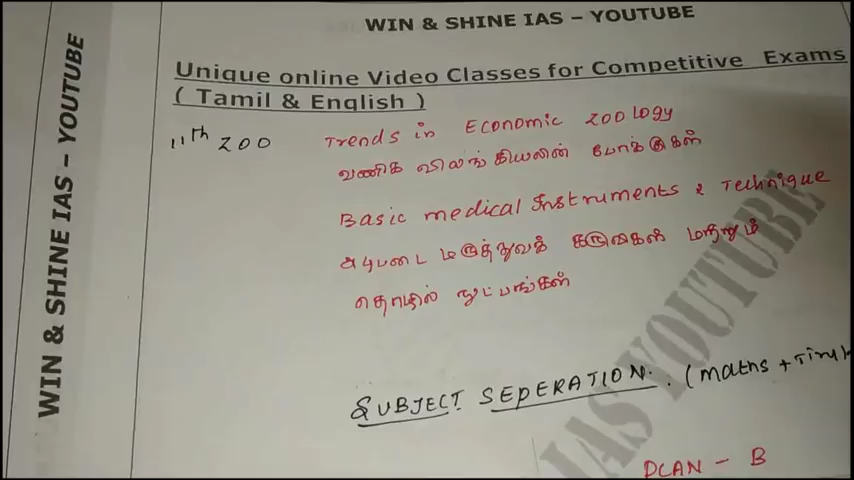 WIN & SHINE IAS – YOUTUBE
WIN & SHINE IAS – YOUTUBE
Unique online Video Classes for Competitive Exams
( Tamil & English )
11th ZOO Trends in Economic Zoology
வணிக விலங்கியலின் போக்குகள்
Basic medical Instruments & Technique
அடிப்படை மருத்துவக் கருவிகள் மற்றும்
தொழில் நுட்பங்கள்
SUBJECT SEPERATION. (Maths +
PLAN – B
IAS YOUTUBE